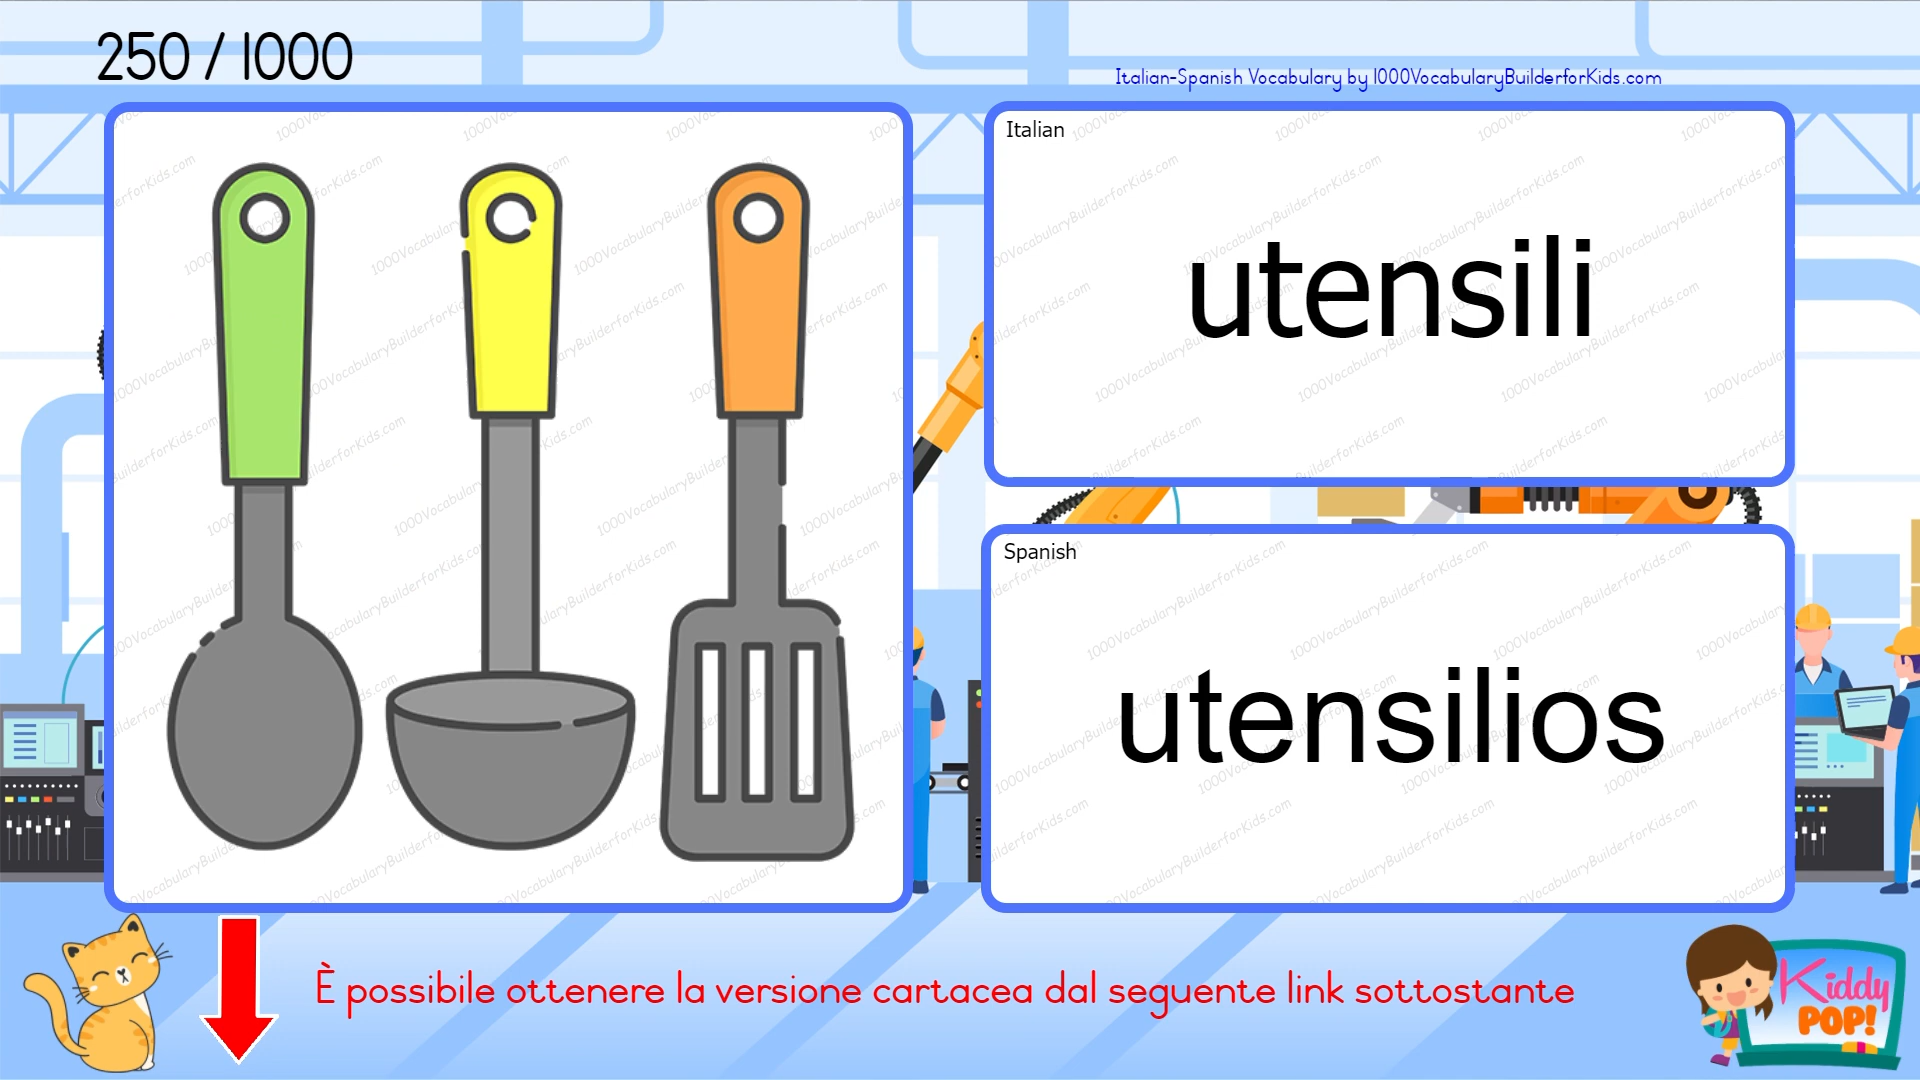 250 / 1000
Italian-Spanish Vocabulary by 1000VocabularyBuilderforKids.com
Italian
utensili
Spanish
utensilios
È possibile ottenere la versione cartacea dal seguente link sottostante
Kiddy
POP!